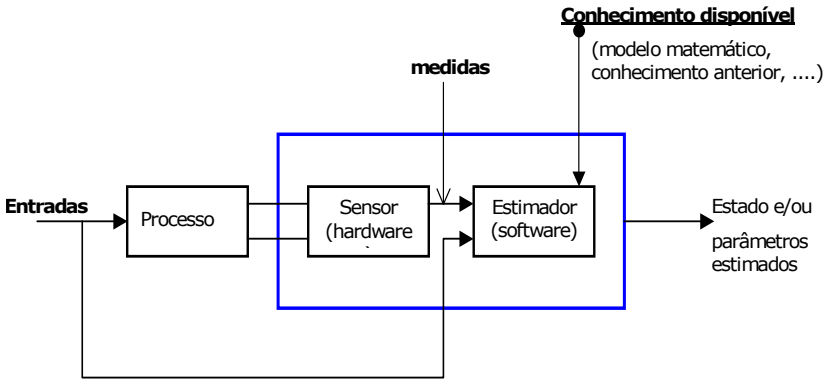 Conhecimento disponível
(modelo matemático,
conhecimento anterior, ....)
medidas
Entradas
Processo
Sensor
(hardware
Estimador
(software)
Estado e/ou
parâmetros
estimados